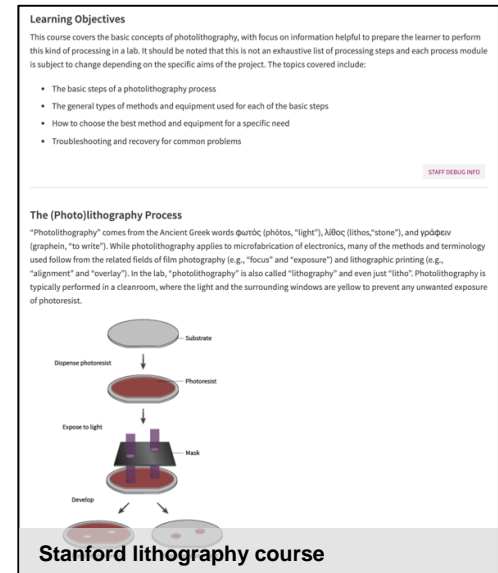 Learning Objectives
This course covers the basic concepts of photolithography, with focus on information helpful to prepare the learner to perform
this kind of processing in a lab. It should be noted that this is not an exhaustive list of processing steps and each process module
is subject to change depending on the specific aims of the project. The topics covered include:
• The basic steps of a photolithography process
• The general types of methods and equipment used for each of the basic steps
• How to choose the best method and equipment for a specific need
• Troubleshooting and recovery for common problems
STAFF DEBUG INFO
The (Photo)lithography Process
“Photolithography” comes from the Ancient Greek words φωτός (phôtos, “light”), λίθος (lithos,“stone”), and γράφειν
(graphein, “to write”). While photolithography applies to microfabrication of electronics, many of the methods and terminology
used follow from the related fields of film photography (e.g., “focus” and “exposure”) and lithographic printing (e.g.,
“alignment” and “overlay”). In the lab, “photolithography” is also called “lithography” and even just “litho”. Photolithography is
typically performed in a cleanroom, where the light and the surrounding windows are yellow to prevent any unwanted exposure
of photoresist.
Substrate
Dispense photoresist
Photoresist
Expose to light
Mask
Develop
Stanford lithography course